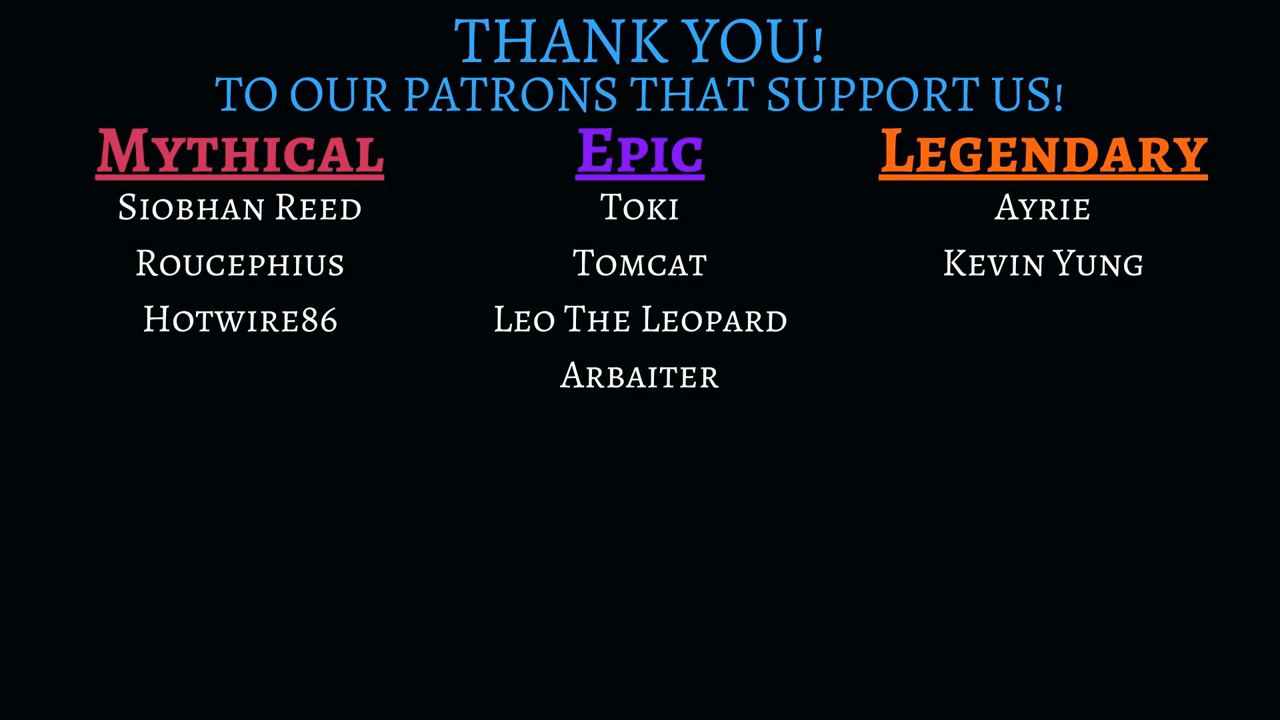 THANK YOU!
TO OUR PATRONS THAT SUPPORT US!
Mythical
Siobhan Reed
Roucephius
Hotwire86
Epic
Toki
Tomcat
Leo The Leopard
Arbaiter
Legendary
Ayrie
Kevin Yung